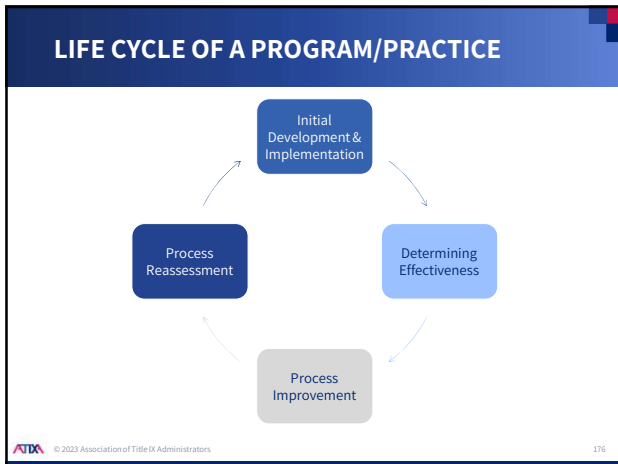 LIFE CYCLE OF A PROGRAM/PRACTICE
Initial
Development &
Implementation
Determining
Effectiveness
Process
Improvement
Process
Reassessment
ATIXA © 2023 Association of Title IX Administrators
176